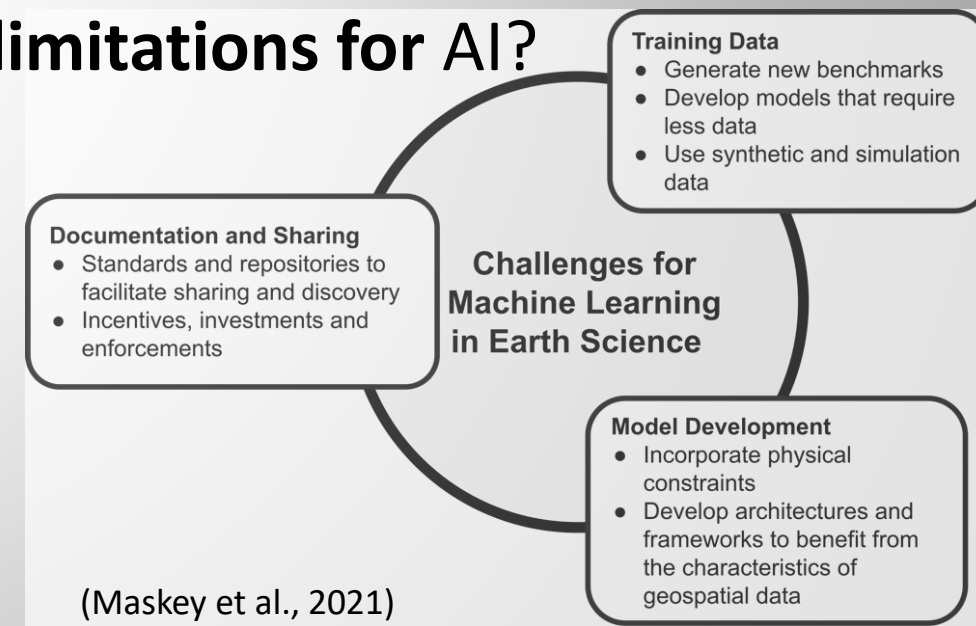 limitations for AI?
Training Data
● Generate new benchmarks
● Develop models that require
less data
● Use synthetic and simulation
data
Documentation and Sharing
● Standards and repositories to
facilitate sharing and discovery
● Incentives, investments and
enforcements
Challenges for
Machine Learning
in Earth Science
Model Development
● Incorporate physical
constraints
● Develop architectures and
frameworks to benefit from
the characteristics of
geospatial data
(Maskey et al., 2021)